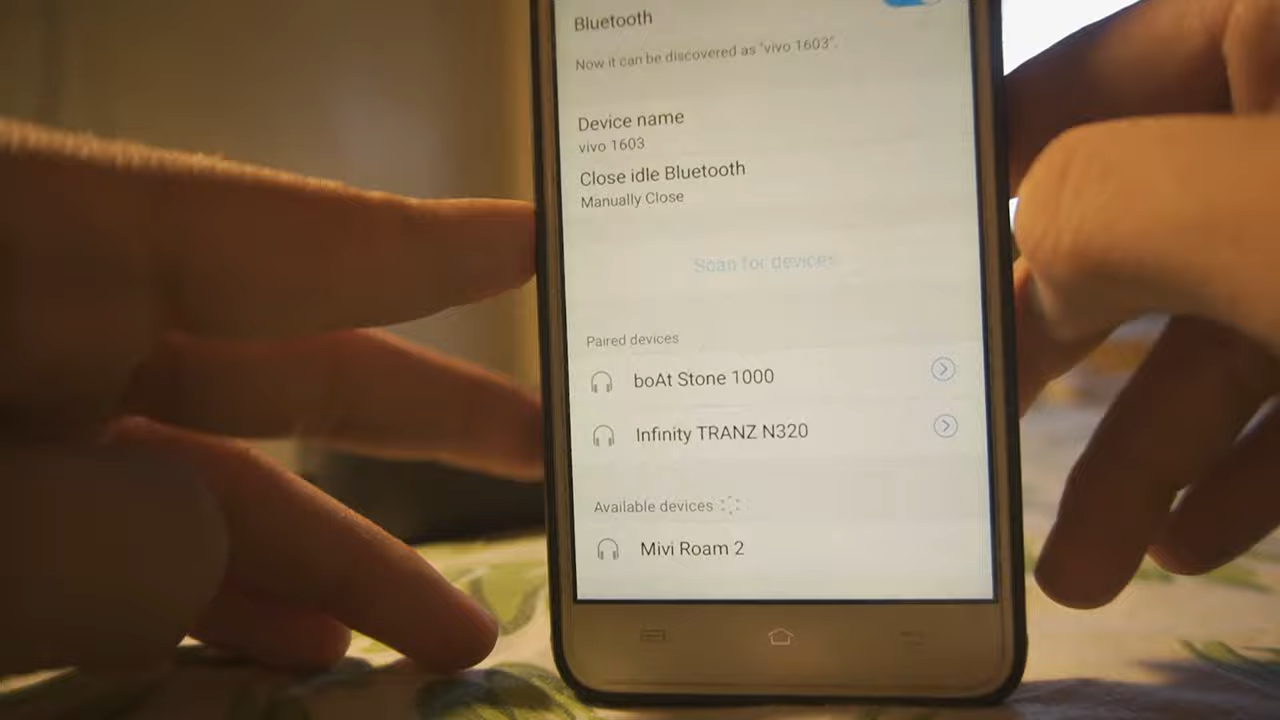 Bluetooth
Now it can be discovered as "vivo 1603".
Device name
vivo 1603
Close idle Bluetooth
Manually Close
Scan for devices
Paired devices
boAt Stone 1000
Infinity TRANZ N320
Available devices
Mivi Roam 2